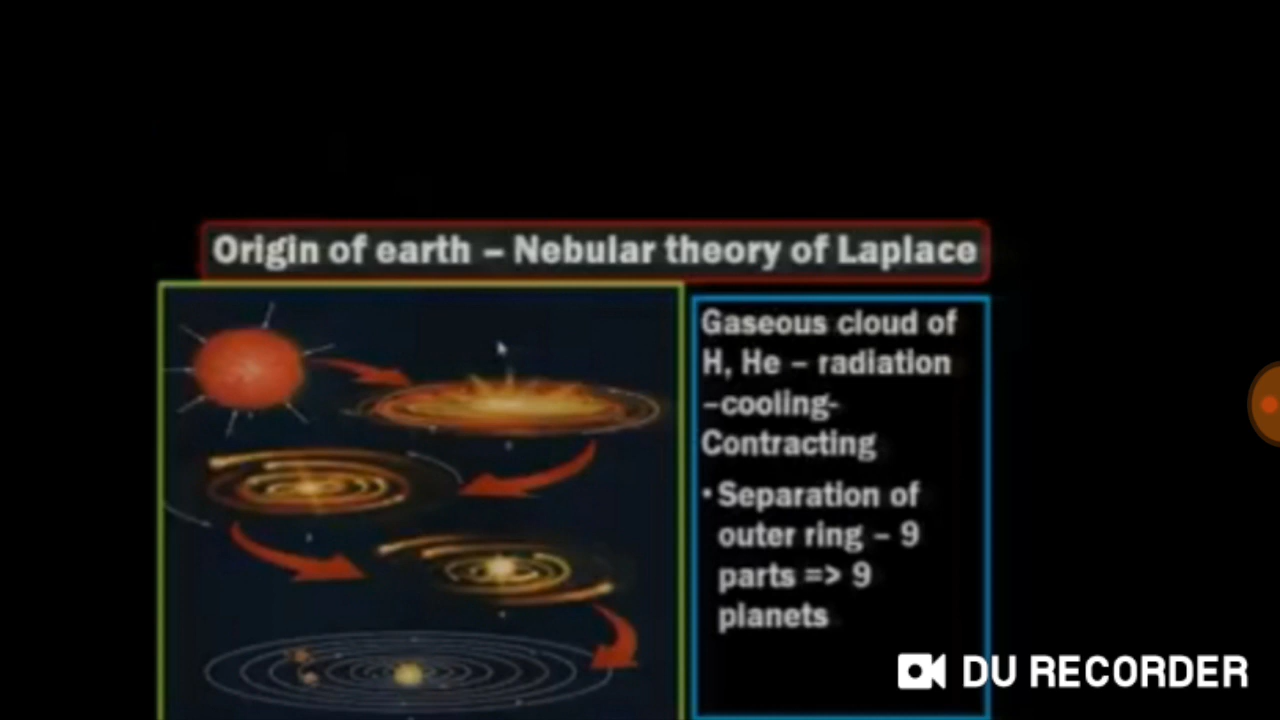 Origin of earth – Nebular theory of Laplace
Gaseous cloud of
H, He – radiation
–cooling-
Contracting
• Separation of
outer ring – 9
parts => 9
planets
DU RECORDER